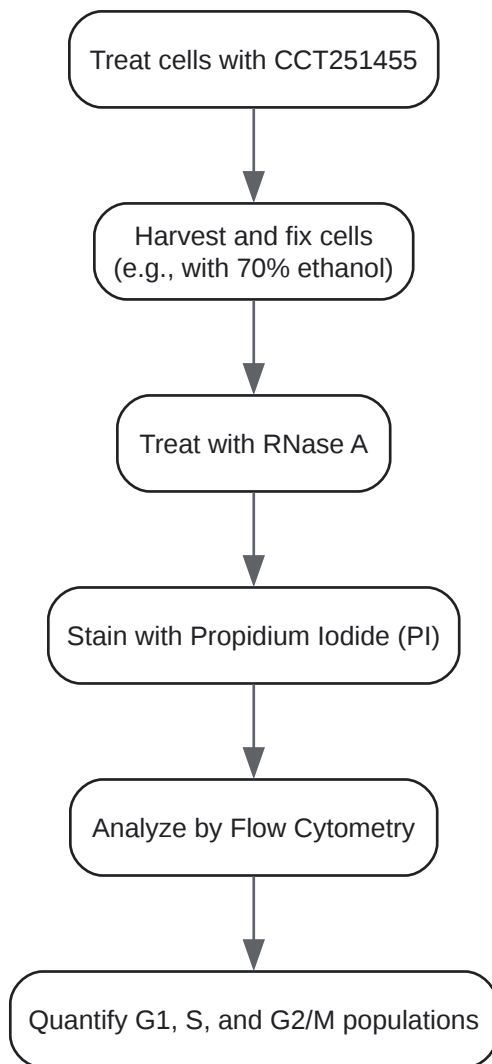 Treat cells with CCT251455
Harvest and fix cells
(e.g., with 70% ethanol)
Treat with RNase A
Stain with Propidium Iodide (PI)
Analyze by Flow Cytometry
Quantify G1, S, and G2/M populations